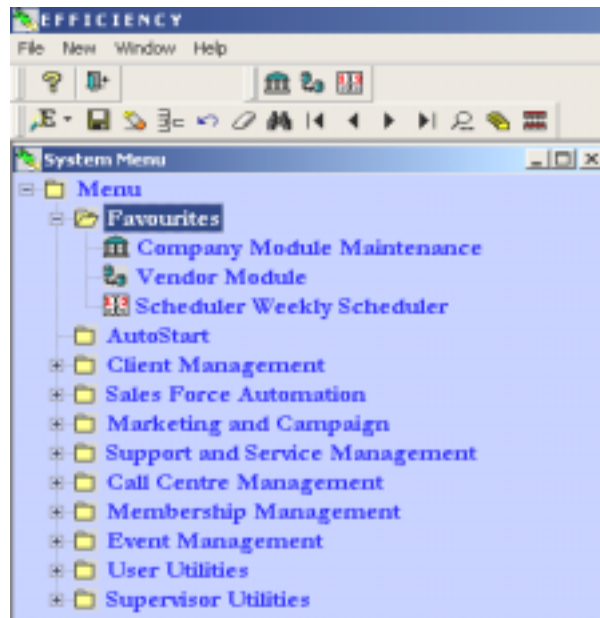 EFFICIENCY
File New Window Help
E
System Menu
Menu
Favourites
Company Module Maintenance
Vendor Module
Scheduler Weekly Scheduler
AutoStart
Client Management
Sales Force Automation
Marketing and Campaign
Support and Service Management
Call Centre Management
Membership Management
Event Management
User Utilities
Supervisor Utilities